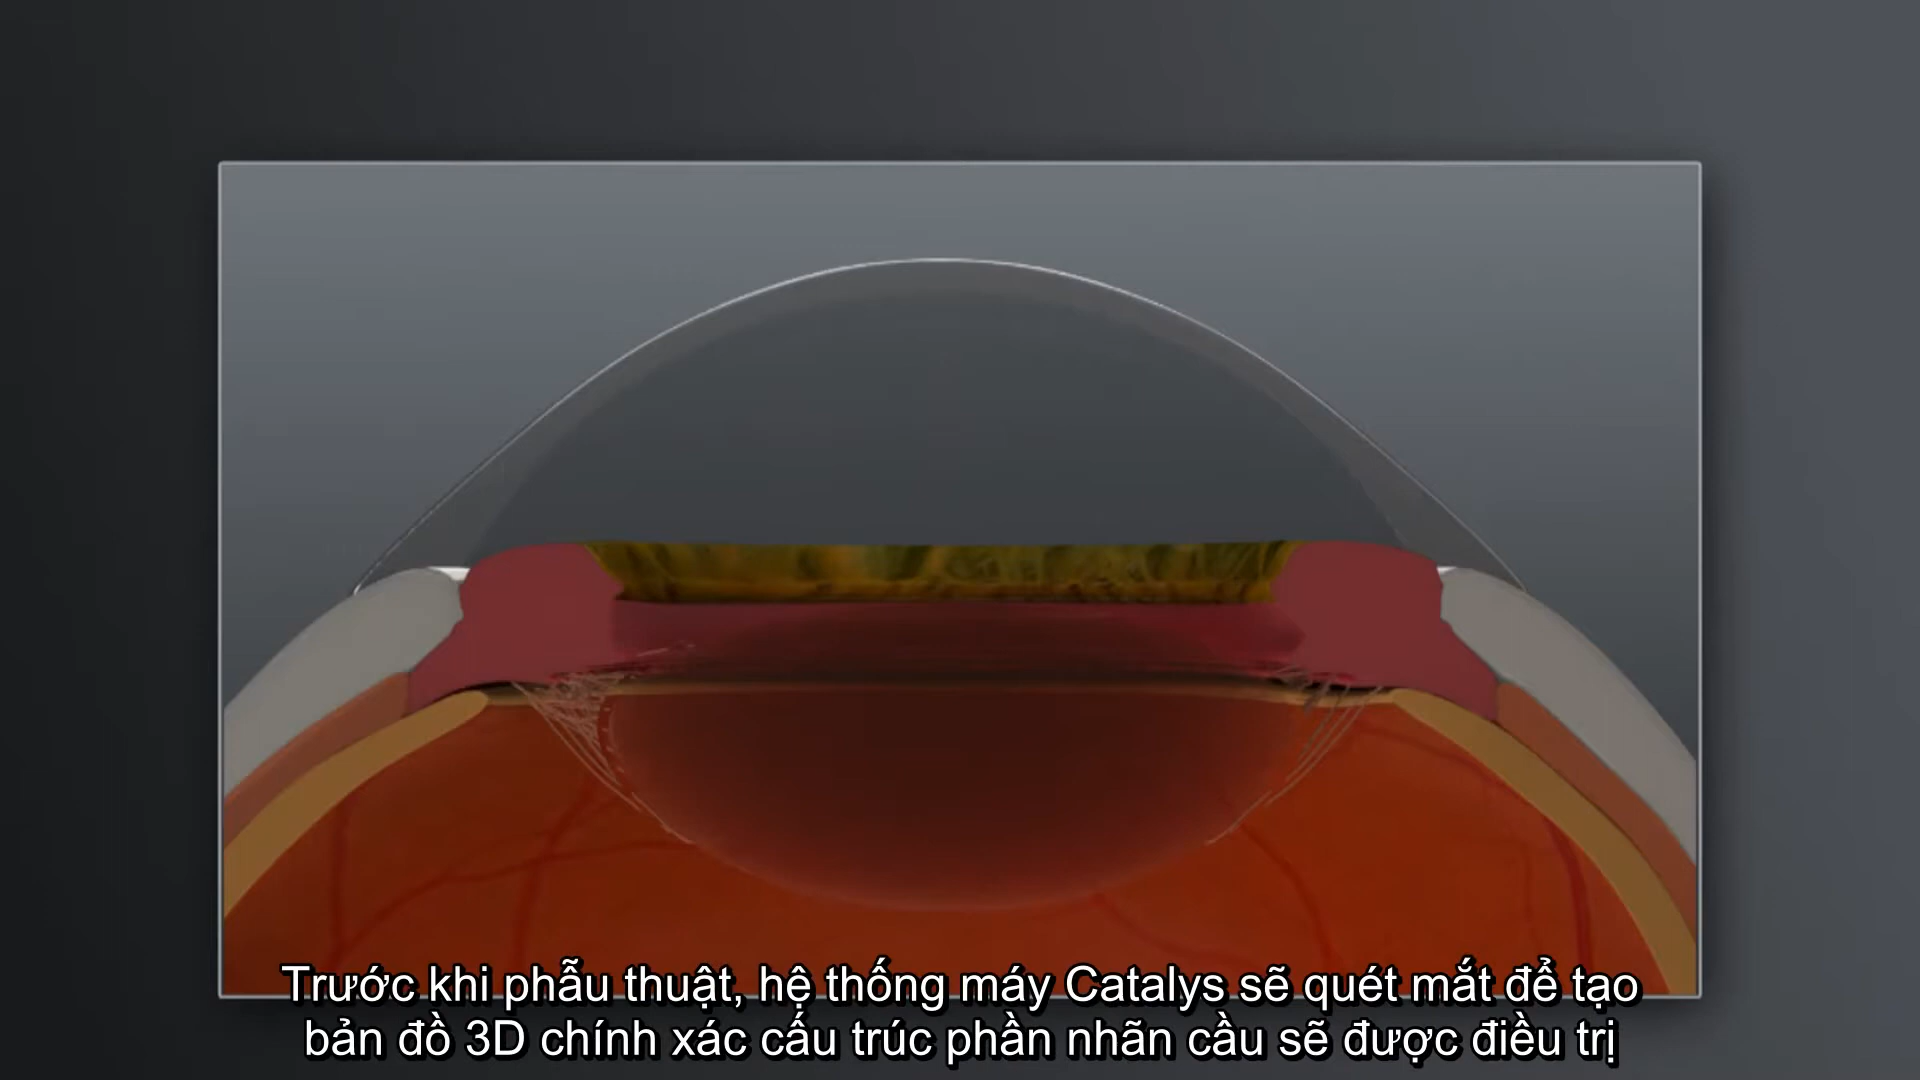 Trước khi phẫu thuật, hệ thống máy Catalys sẽ quét mắt để tạo
bản đồ 3D chính xác cấu trúc phần nhãn cầu sẽ được điều trị